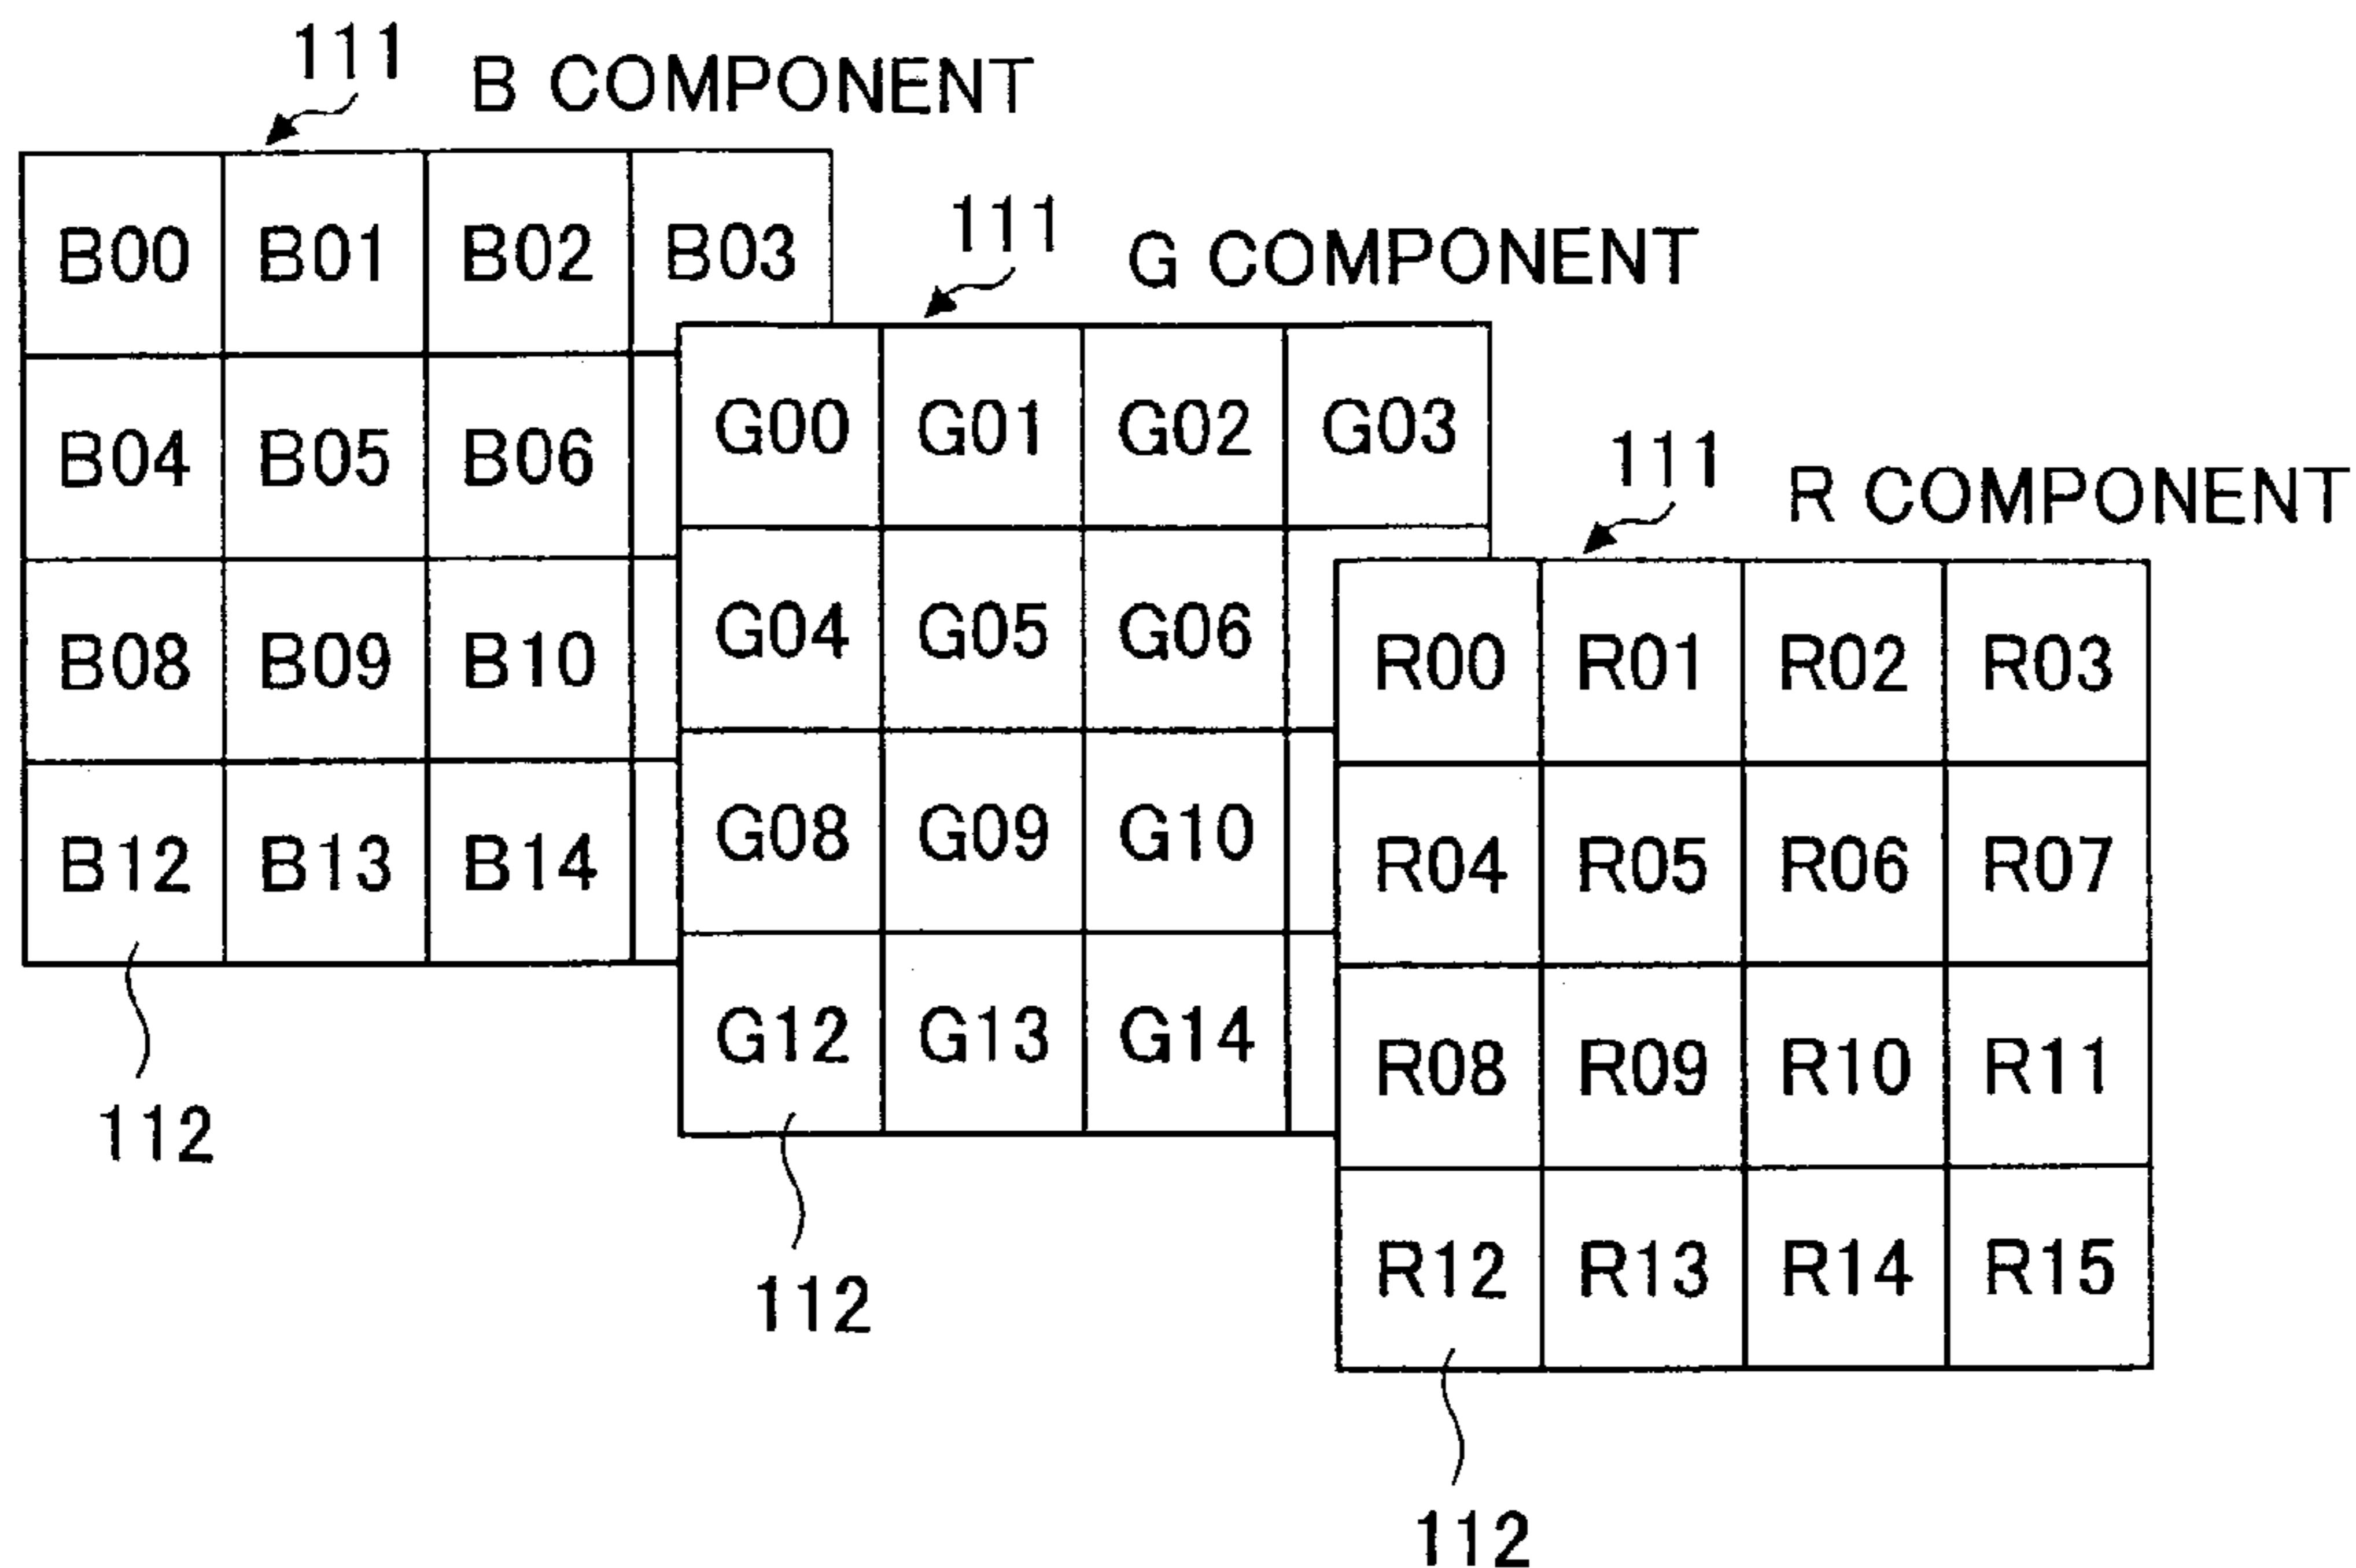 111 B COMPONENT
B00 B01 B02 B03
B04 B05 B06
B08 B09 B10
B12 B13 B14
112
111 G COMPONENT
G00 G01 G02 G03
G04 G05 G06
G08 G09 G10
G12 G13 G14
112
111 R COMPONENT
R00 R01 R02 R03
R04 R05 R06 R07
R08 R09 R10 R11
R12 R13 R14 R15
112